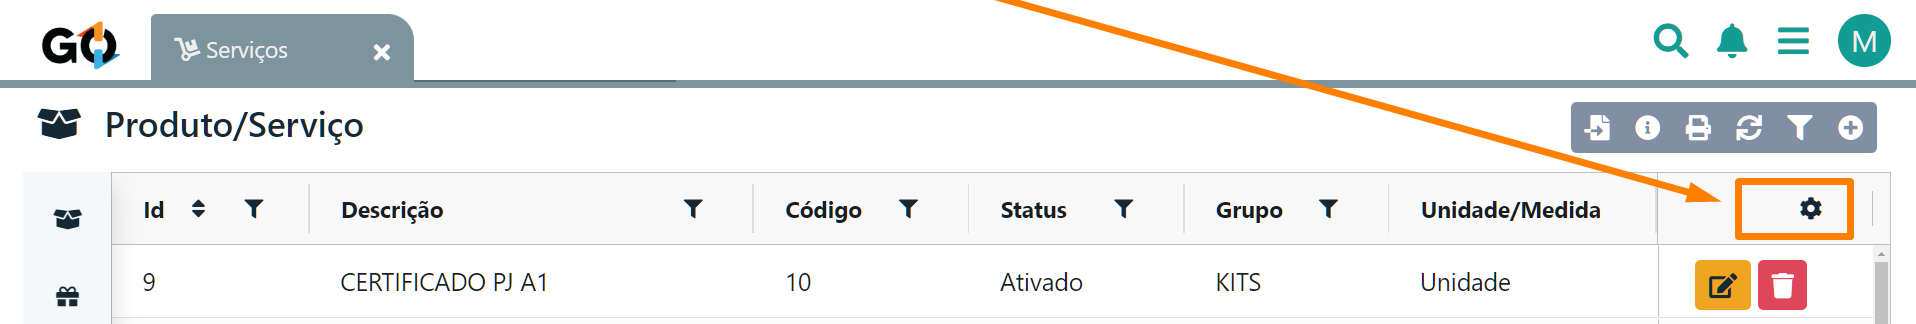 GO
Serviços
M
Produto/Serviço
Id Descrição Código Status Grupo Unidade/Medida
9 CERTIFICADO PJ A1 10 Ativado KITS Unidade